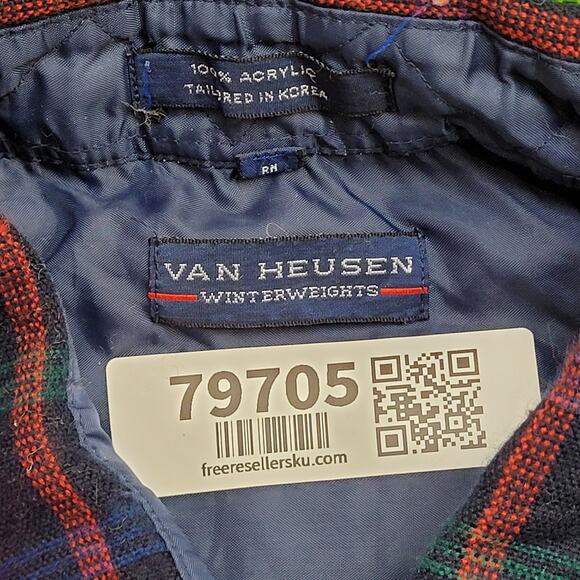 100% ACRYLIC
TAILORED IN KOREA
RN
VAN HEUSEN
WINTERWEIGHTS
79705
freeresellersku.com